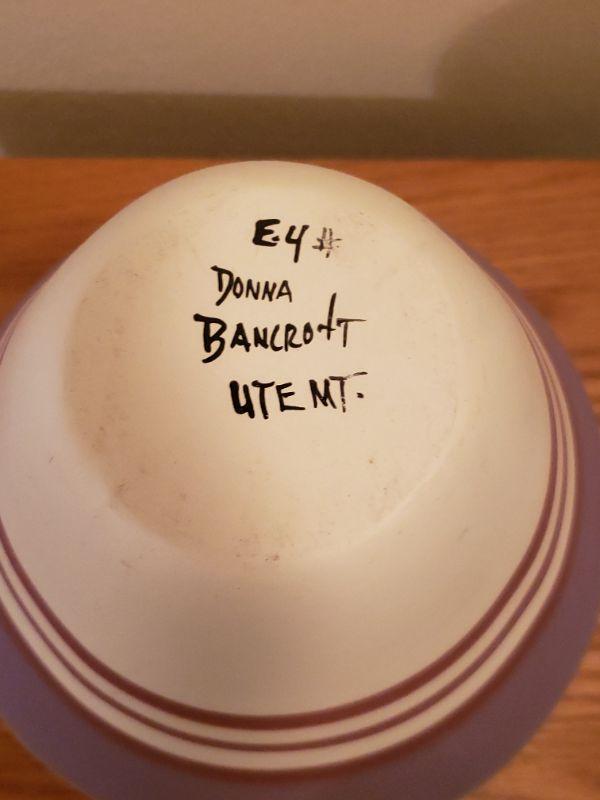 E-4 #
DONNA
BANCROfT
UTE MT.